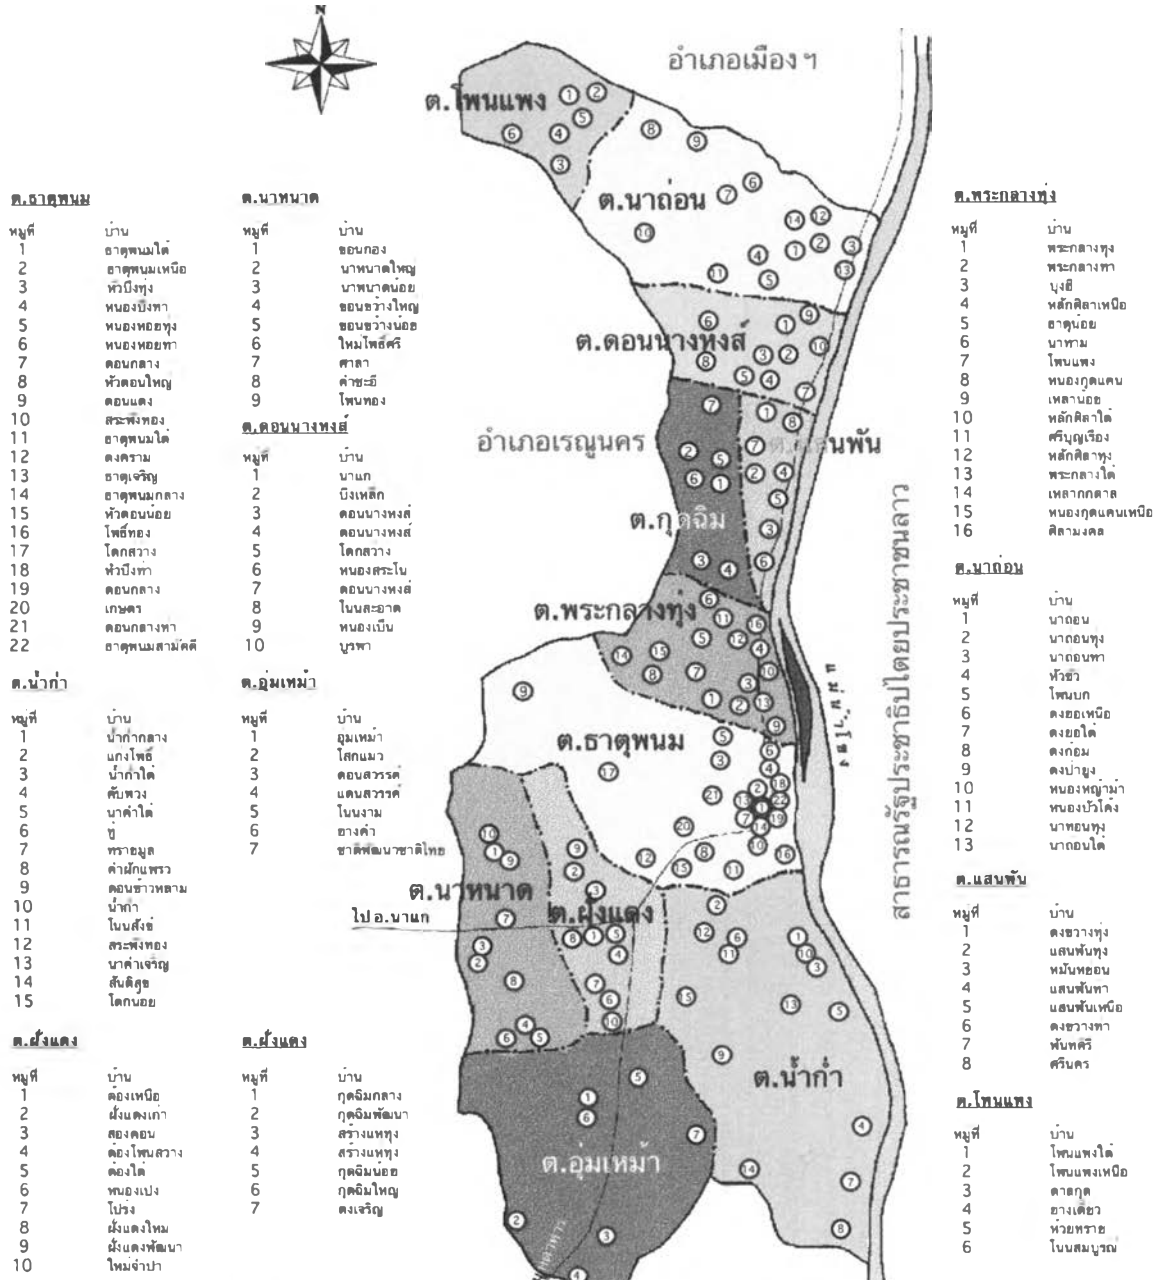 N
อำเภอเมือง ฯ
ต.โพนแพง
ต.นาถ่อน
ต.ดอนนางหงส์
อำเภอเรณูนคร
ต.แสนพัน
ต.กุดฉิม
ต.พระกลางทุ่ง
ต.ธาตุพนม
ต.นาหนาด
ต.ฝั่งแดง
ไป อ.นาแก
ต.น้ำก่ำ
ต.อุ่มเหม้า
แม่น้ำโขง
สาธารณรัฐประชาธิปไตยประชาชนลาว
ต.ธาตุพนม
หมู่ที่ บ้าน
1 ธาตุพนมใต้
2 ธาตุพนมเหนือ
3 หัวบึงทุ่ง
4 หนองบึงท่า
5 หนองหอยทุ่ง
6 หนองหอยท่า
7 ดอนกลาง
8 หัวดอนใหญ่
9 ดอนแดง
10 สระพังทอง
11 ธาตุพนมใต้
12 ดงคราม
13 ธาตุเจริญ
14 ธาตุพนมกลาง
15 หัวดอนน้อย
16 โพธิ์ทอง
17 โคกสว่าง
18 หัวบึงท่า
19 ดอนกลาง
20 เกษตร
21 ดอนกลางท่า
22 ธาตุพนมสามัคคี
ต.น้ำก่ำ
หมู่ที่ บ้าน
1 น้ำก่ำกลาง
2 แก่งโพธิ์
3 น้ำก่ำใต้
4 คับพวง
5 นาคำใต้
6 ทู้
7 ทรายมูล
8 คำผักแพรว
9 ดอนข้าวหลาม
10 น้ำก่ำ
11 โนนสังข์
12 สระพังทอง
13 นาคำเจริญ
14 สันติสุข
15 โคกน้อย
ต.ฝั่งแดง
หมู่ที่ บ้าน
1 ต้องเหนือ
2 ฝั่งแดงเก่า
3 สองคอน
4 ต้องโพนสว่าง
5 ต้องใต้
6 หนองเปง
7 โปร่ง
8 ฝั่งแดงใหม่
9 ฝั่งแดงพัฒนา
10 ใหม่จำปา
ต.นาหนาด
หมู่ที่ บ้าน
1 ขอนกอง
2 นาหนาดใหญ่
3 นาหนาดน้อย
4 ขอนขว้างใหญ่
5 ขอนขว้างน้อย
6 ใหม่โพธิ์ศรี
7 ศาลา
8 คำชะอี
9 โพนทอง
ต.ดอนนางหงส์
หมู่ที่ บ้าน
1 นาแก
2 บึงเหล็ก
3 ดอนนางหงส์
4 ดอนนางหงส์
5 โคกสว่าง
6 หนองสระโน
7 ดอนนางหงส์
8 โนนสะอาด
9 หนองเป็น
10 บูรพา
ต.อุ่มเหม้า
หมู่ที่ บ้าน
1 อุ่มเหม้า
2 โสกแมว
3 ดอนสวรรค์
4 แดนสวรรค์
5 โนนงาม
6 ยางคำ
7 ชาติพัฒนาชาติไทย
ต.ฝั่งแดง
หมู่ที่ บ้าน
1 กุดฉิมกลาง
2 กุดฉิมพัฒนา
3 สร้างแห่ทุ่ง
4 สร้างแห่ทุ่ง
5 กุดฉิมน้อย
6 กุดฉิมใหญ่
7 ดงเจริญ
ต.พระกลางทุ่ง
หมู่ที่ บ้าน
1 พระกลางทุ่ง
2 พระกลางท่า
3 บุ่งฮี
4 หลักศิลาเหนือ
5 ธาตุน้อย
6 นาทาม
7 โพนแพง
8 หนองกุดแคน
9 เหล่าน้อย
10 หลักศิลาใต้
11 ศรีบุญเรือง
12 หลักศิลาทุ่ง
13 พระกลางใต้
14 เหล่ากกตาล
15 หนองกุดแคนเหนือ
16 ศิลามงคล
ต.นาถ่อน
หมู่ที่ บ้าน
1 นาถ่อน
2 นาถ่อนทุ่ง
3 นาถ่อนท่า
4 หัวขัว
5 โพนบก
6 ดงยอเหนือ
7 ดงยอใต้
8 ดงก้อม
9 ดงป่ายูง
10 หนองหญ้าม้า
11 หนองบัวโค้ง
12 นาทอนทุ่ง
13 นาถ่อนใต้
ต.แสนพัน
หมู่ที่ บ้าน
1 ดงขวางทุ่ง
2 แสนพันทุ่ง
3 หมันหย่อน
4 แสนพันท่า
5 แสนพันเหนือ
6 ดงขวางท่า
7 พันทคีรี
8 ศรีนคร
ต.โพนแพง
หมู่ที่ บ้าน
1 โพนแพงใต้
2 โพนแพงเหนือ
3 ตาลกุด
4 ยางเดี่ยว
5 ห้วยทราย
6 โนนสมบูรณ์